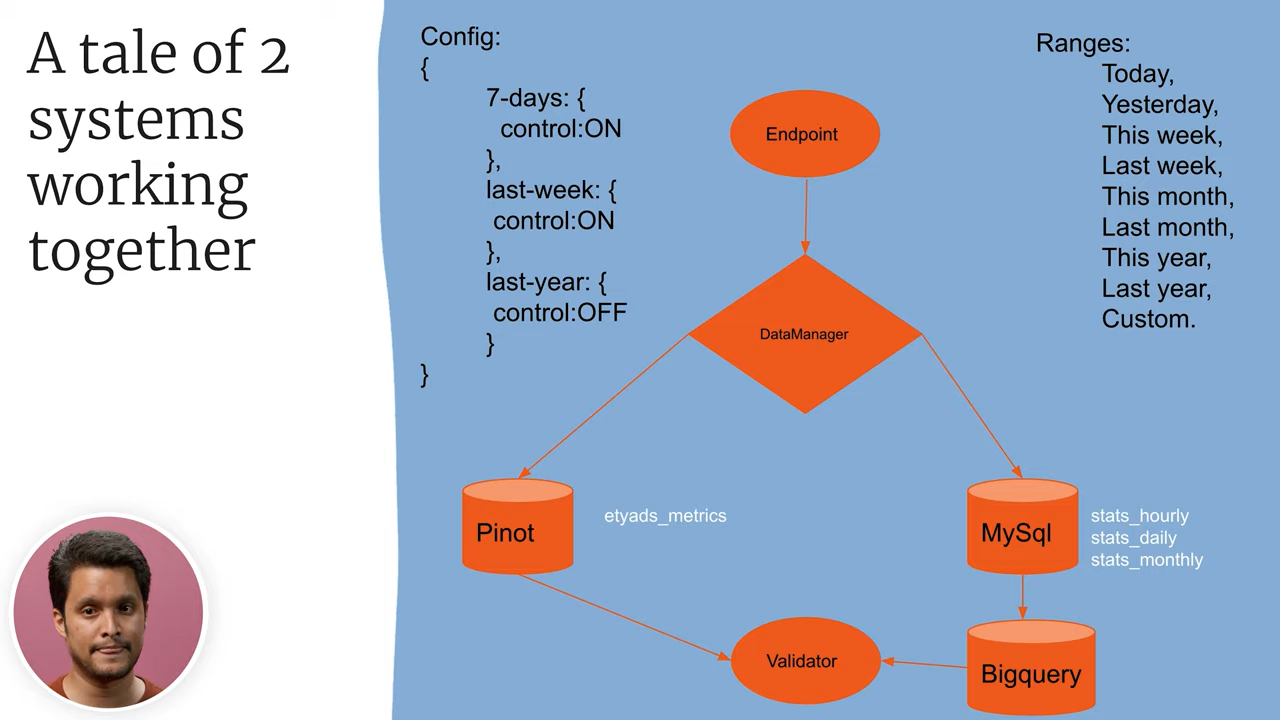 A tale of 2
systems
working
together
Config:
{
7-days: {
control:ON
},
last-week: {
control:ON
},
last-year: {
control:OFF
}
}
Ranges:
Today,
Yesterday,
This week,
Last week,
This month,
Last month,
This year,
Last year,
Custom.
Endpoint
DataManager
Pinot
etyads_metrics
MySql
stats_hourly
stats_daily
stats_monthly
Validator
Bigquery